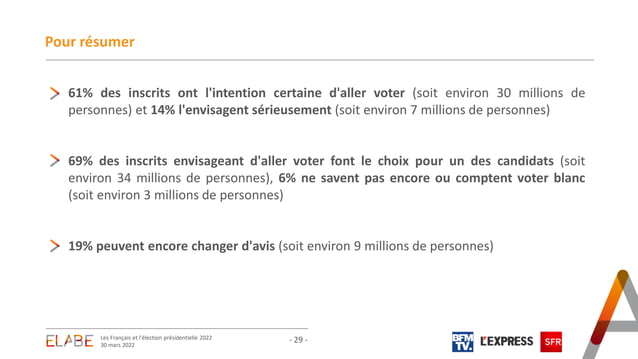 Pour résumer
61% des inscrits ont l'intention certaine d'aller voter (soit environ 30 millions de
personnes) et 14% l'envisagent sérieusement (soit environ 7 millions de personnes)
69% des inscrits envisageant d'aller voter font le choix pour un des candidats (soit
environ 34 millions de personnes), 6% ne savent pas encore ou comptent voter blanc
(soit environ 3 millions de personnes)
19% peuvent encore changer d'avis (soit environ 9 millions de personnes)
ELABE
Les Français et l'élection présidentielle 2022
30 mars 2022
- 29 -
BFM
TV.
L'EXPRESS
SFR